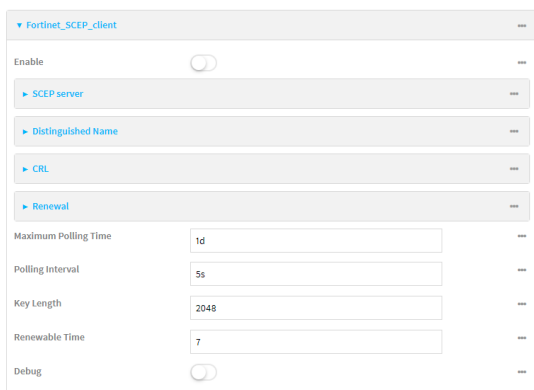 Fortinet_SCEP_client
Enable
SCEP server
Distinguished Name
CRL
Renewal
Maximum Polling Time 1d
Polling Interval 5s
Key Length 2048
Renewable Time 7
Debug